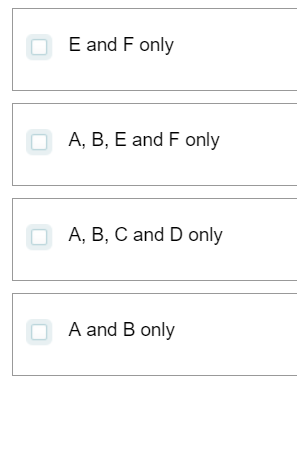 E and F only
A, B, E and F only
A, B, C and D only
A and B only